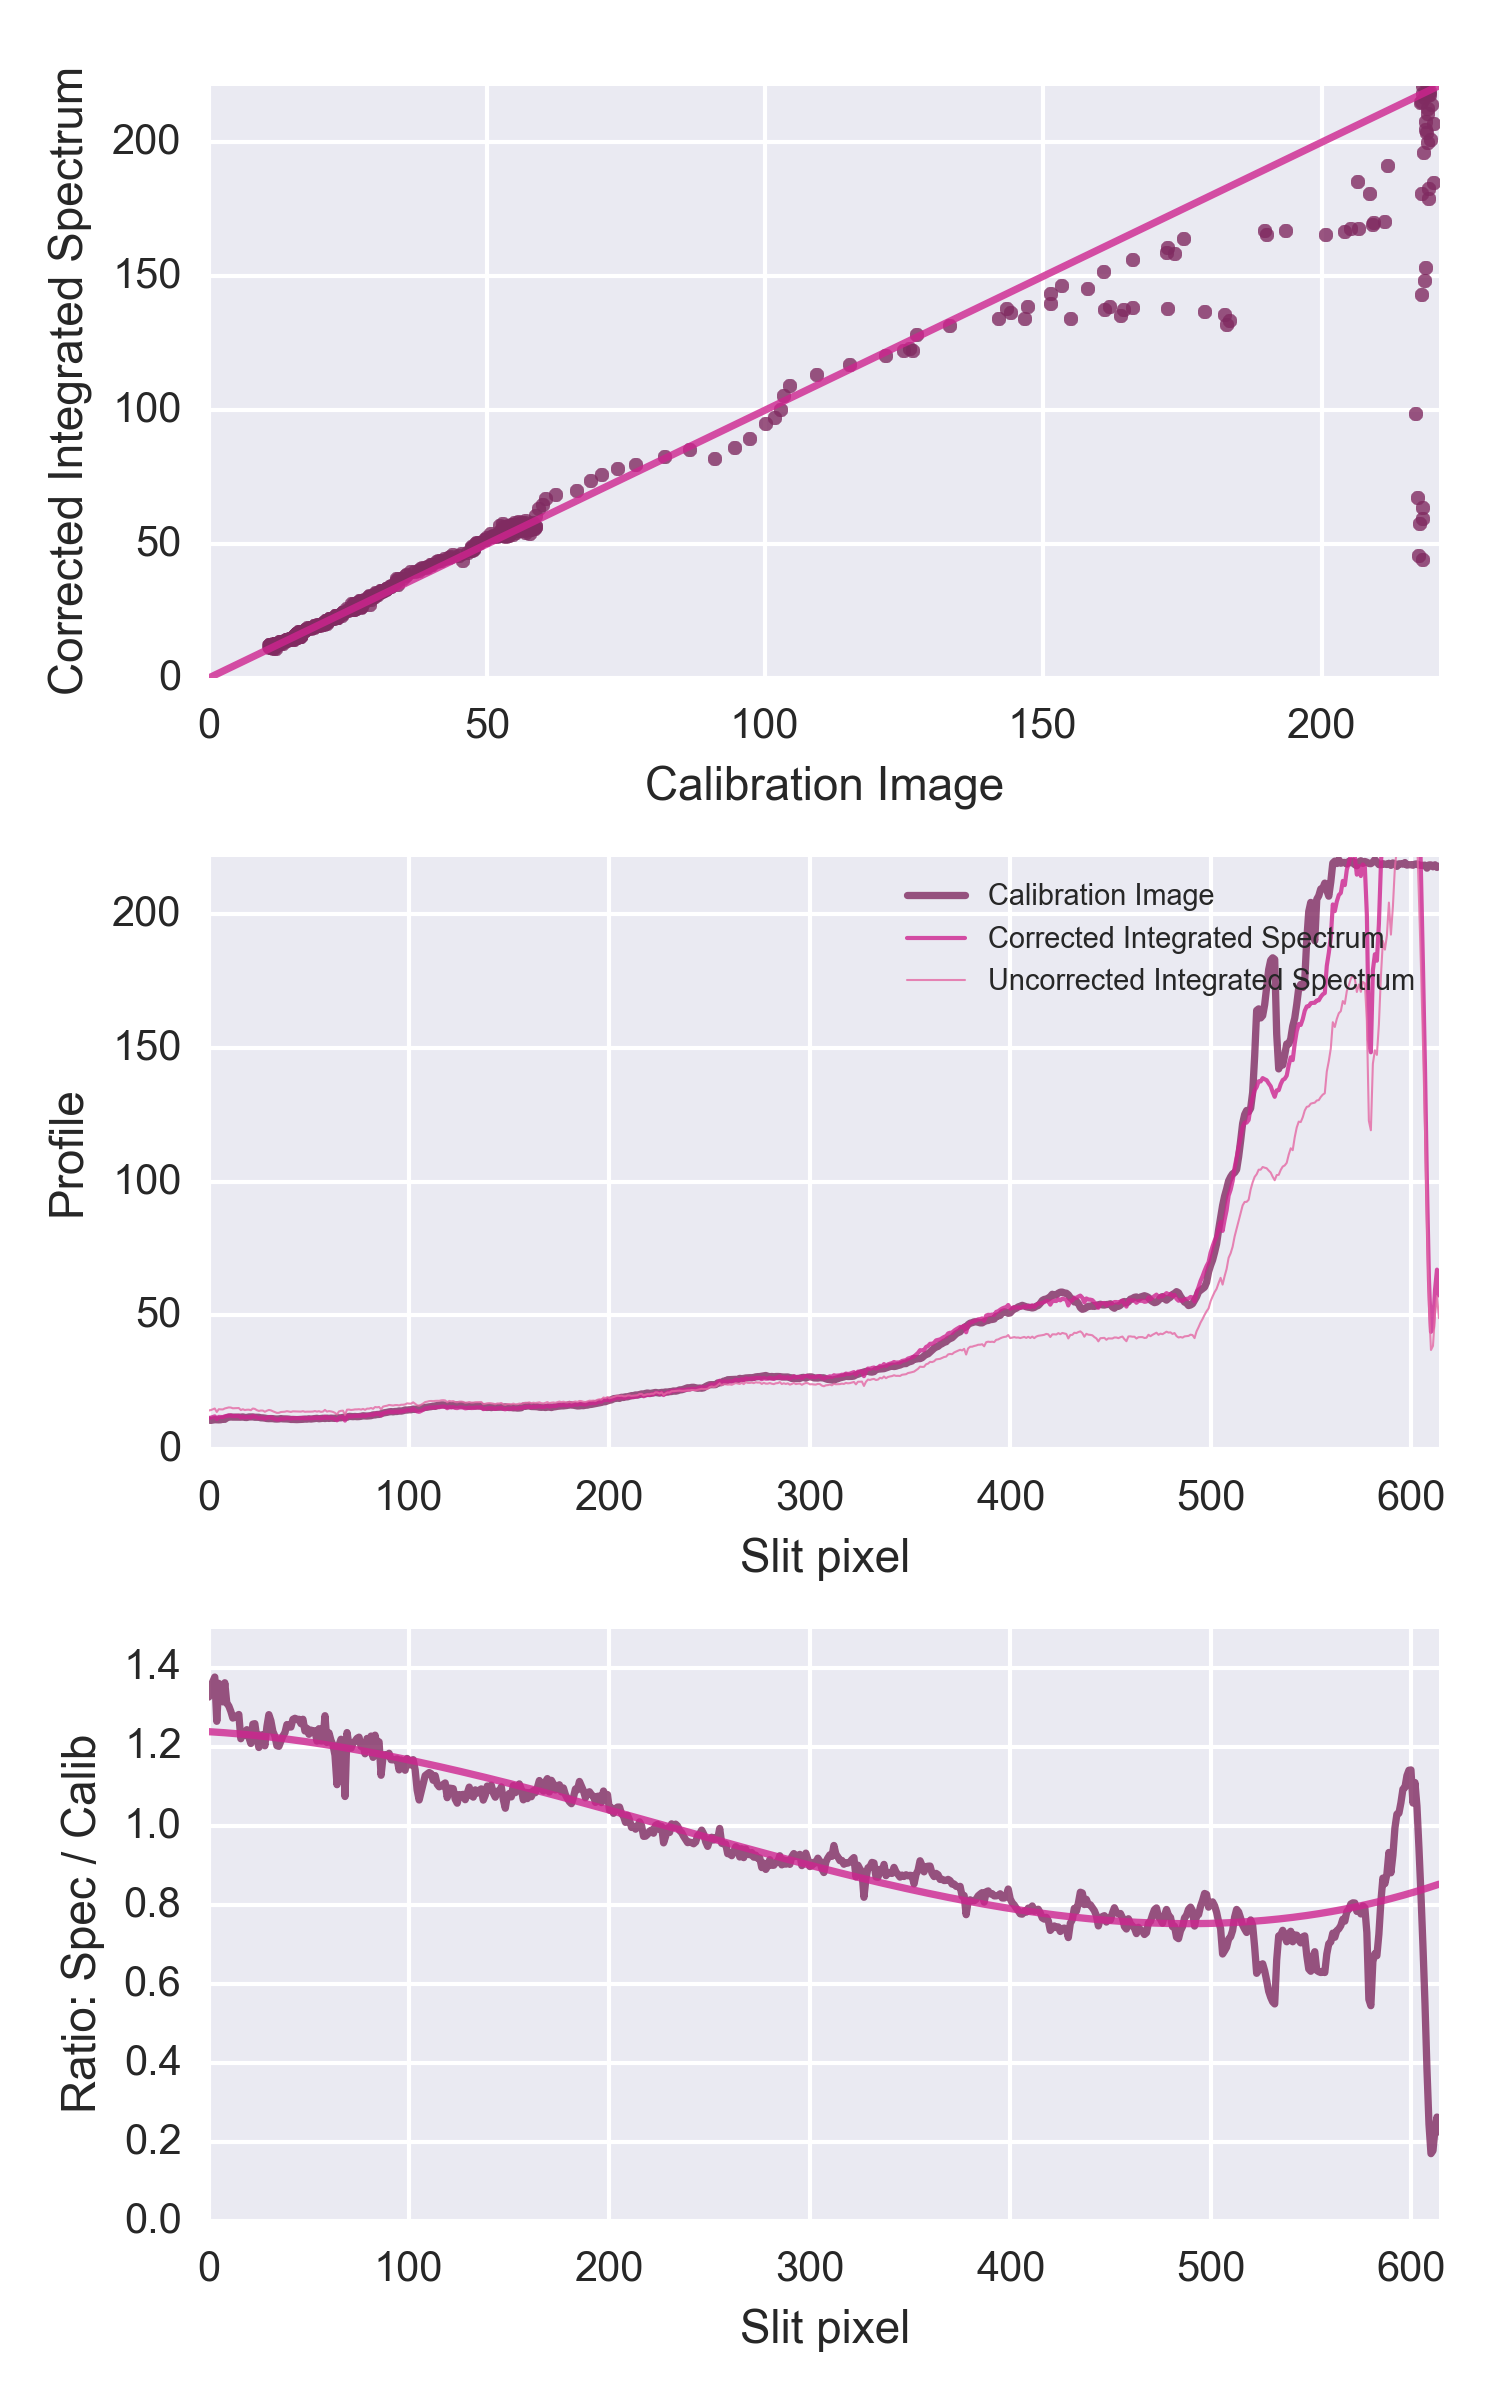 Corrected Integrated Spectrum
200
150
100
50
0
0 50 100 150 200
Calibration Image
Profile
200
150
100
50
0
Calibration Image
Corrected Integrated Spectrum
Uncorrected Integrated Spectrum
0 100 200 300 400 500 600
Slit pixel
Ratio: Spec / Calib
1.4
1.2
1.0
0.8
0.6
0.4
0.2
0.0
0 100 200 300 400 500 600
Slit pixel